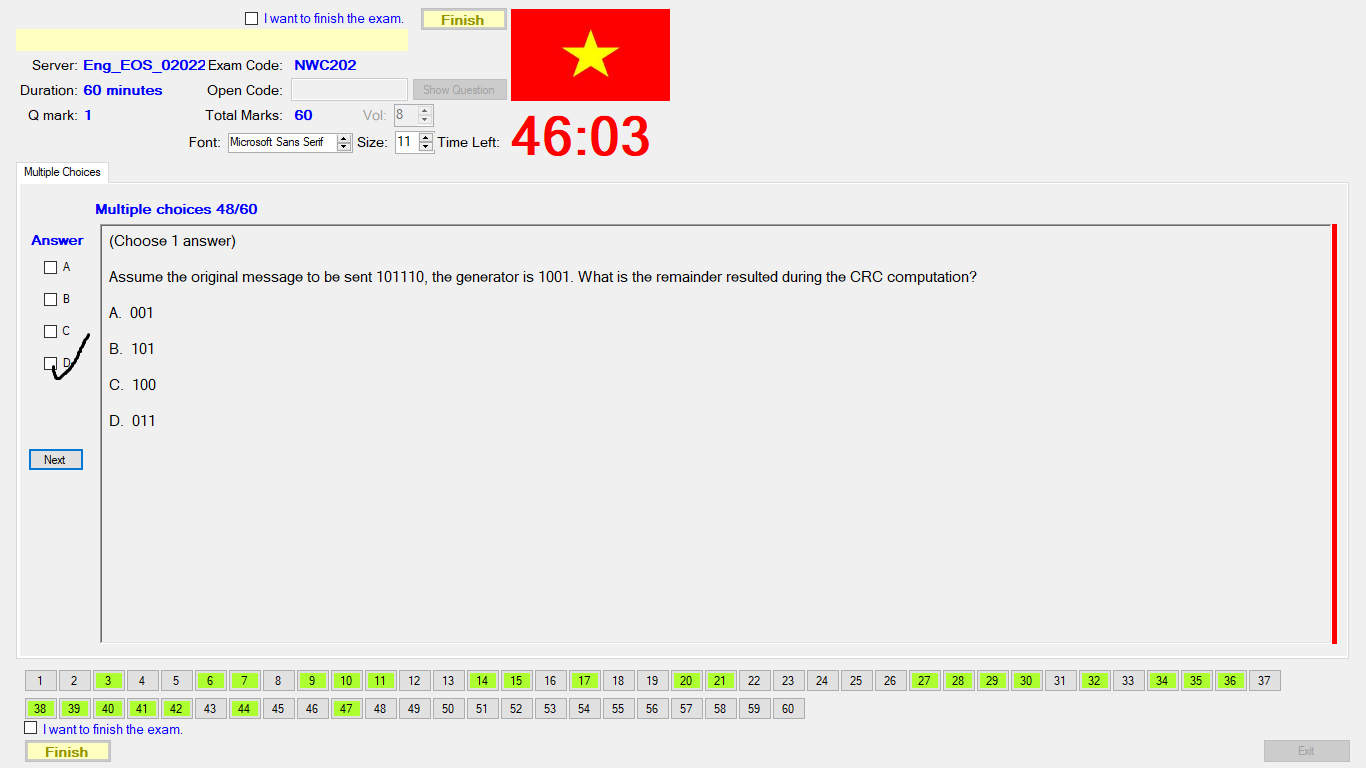 I want to finish the exam. Finish
Server: Eng_EOS_02022 Exam Code: NWC202
Duration: 60 minutes Open Code: Show Question
Q mark: 1 Total Marks: 60 Vol: 8
Font: Microsoft Sans Serif Size: 11 Time Left: 46:03
Multiple Choices
Multiple choices 48/60
Answer
(Choose 1 answer)
A
Assume the original message to be sent 101110, the generator is 1001. What is the remainder resulted during the CRC computation?
B
A. 001
C
B. 101
D
C. 100
D. 011
Next
1 2 3 4 5 6 7 8 9 10 11 12 13 14 15 16 17 18 19 20 21 22 23 24 25 26 27 28 29 30 31 32 33 34 35 36 37
38 39 40 41 42 43 44 45 46 47 48 49 50 51 52 53 54 55 56 57 58 59 60
I want to finish the exam.
Finish Exit